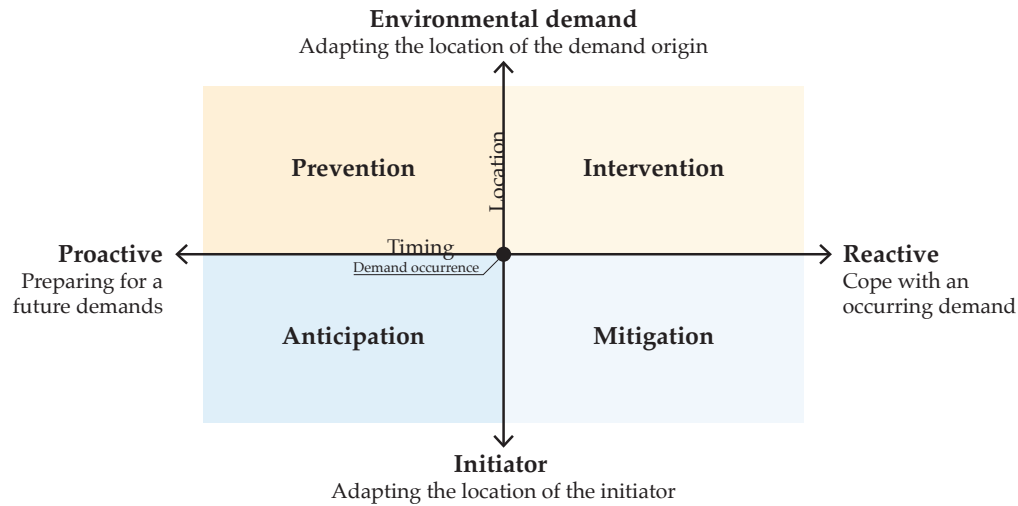 Environmental demand
Adapting the location of the demand origin
Location
Prevention
Intervention
Proactive
Preparing for a
future demands
Timing
Demand occurrence
Reactive
Cope with an
occurring demand
Anticipation
Mitigation
Initiator
Adapting the location of the initiator